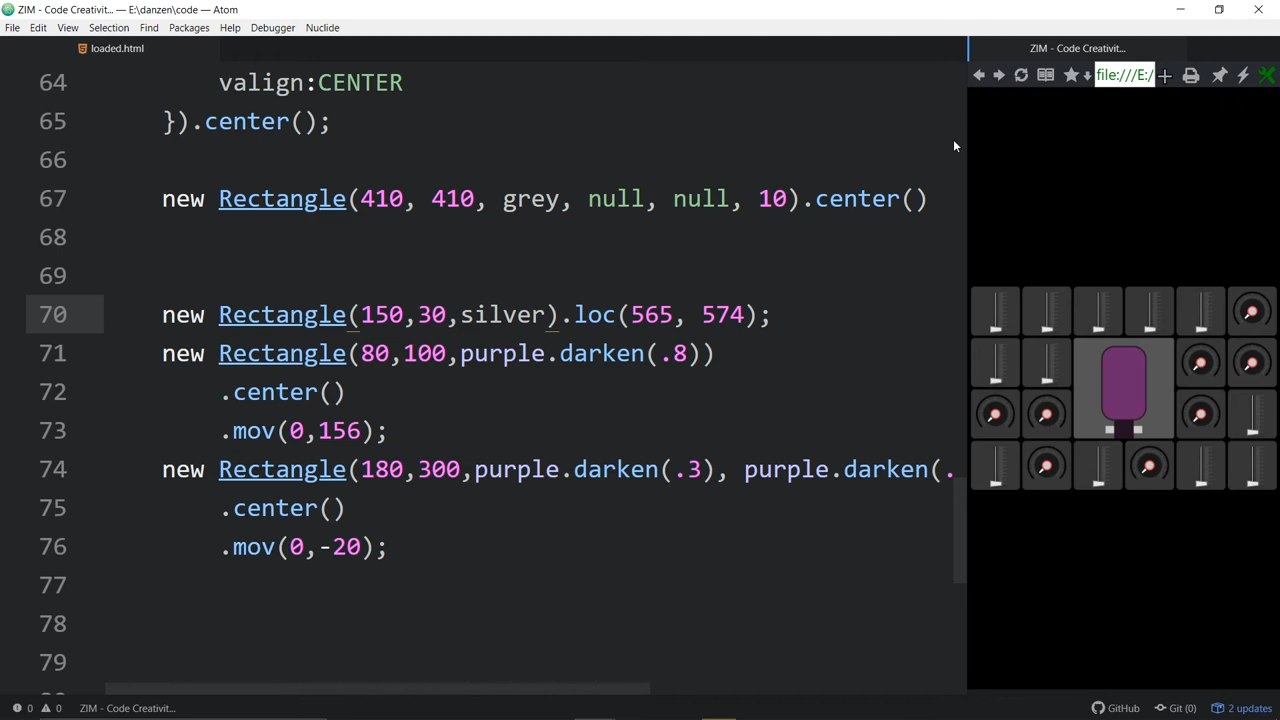 ZIM - Code Creativit... — E:\danzen\code — Atom
File Edit View Selection Find Packages Help Debugger Nuclide
loaded.html
ZIM - Code Creativit...
file:///E:/
64 valign:CENTER
65 }).center();
66
67 new Rectangle(410, 410, grey, null, null, 10).center()
68
69
70 new Rectangle(150,30,silver).loc(565, 574);
71 new Rectangle(80,100,purple.darken(.8))
72 .center()
73 .mov(0,156);
74 new Rectangle(180,300,purple.darken(.3), purple.darken(.
75 .center()
76 .mov(0,-20);
77
78
79
0 0 ZIM - Code Creativit... GitHub Git (0) 2 updates